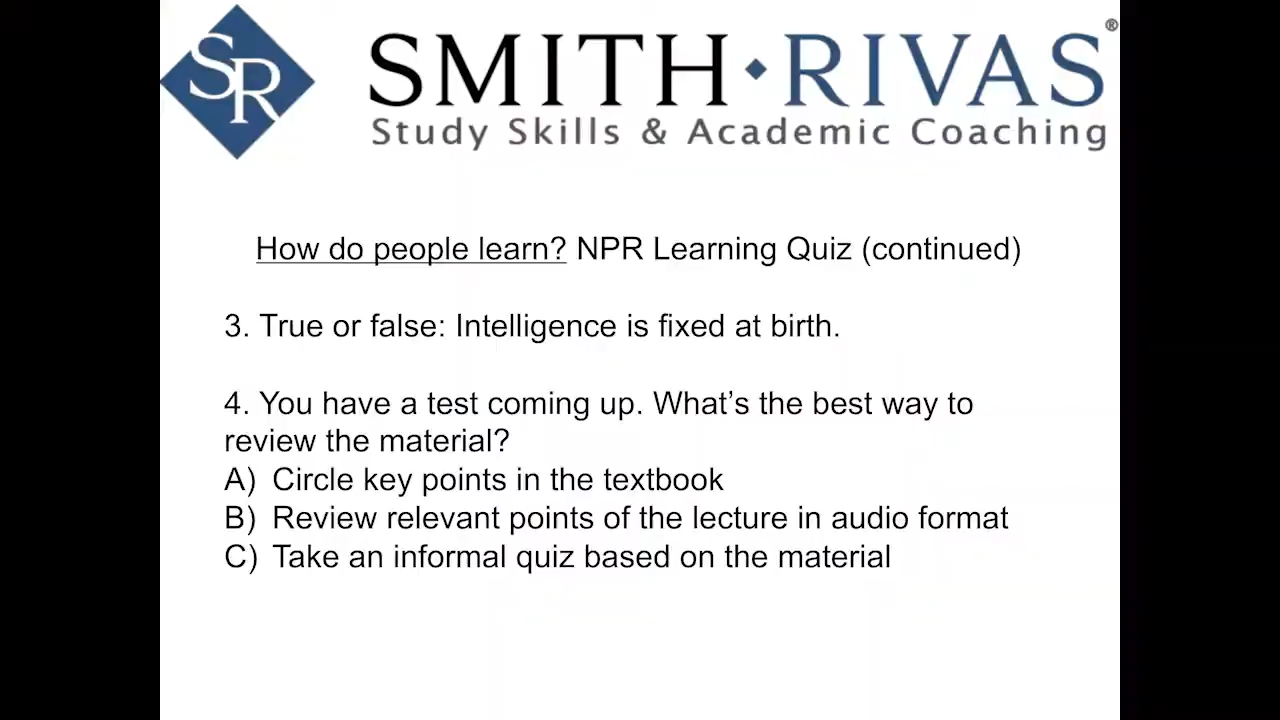 SR
SMITH·RIVAS®
Study Skills & Academic Coaching
How do people learn? NPR Learning Quiz (continued)
3. True or false: Intelligence is fixed at birth.
4. You have a test coming up. What’s the best way to
review the material?
A) Circle key points in the textbook
B) Review relevant points of the lecture in audio format
C) Take an informal quiz based on the material